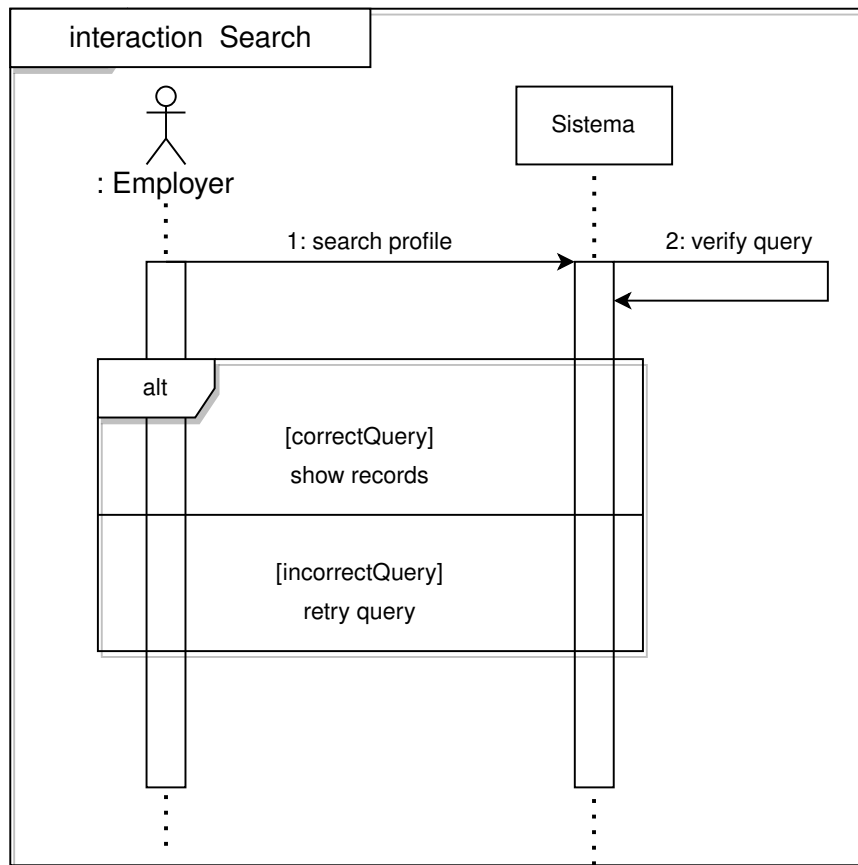 interaction  Search
Sistema
: Employer
1: search profile
2: verify query
alt
[correctQuery]
show records
[incorrectQuery]
retry query